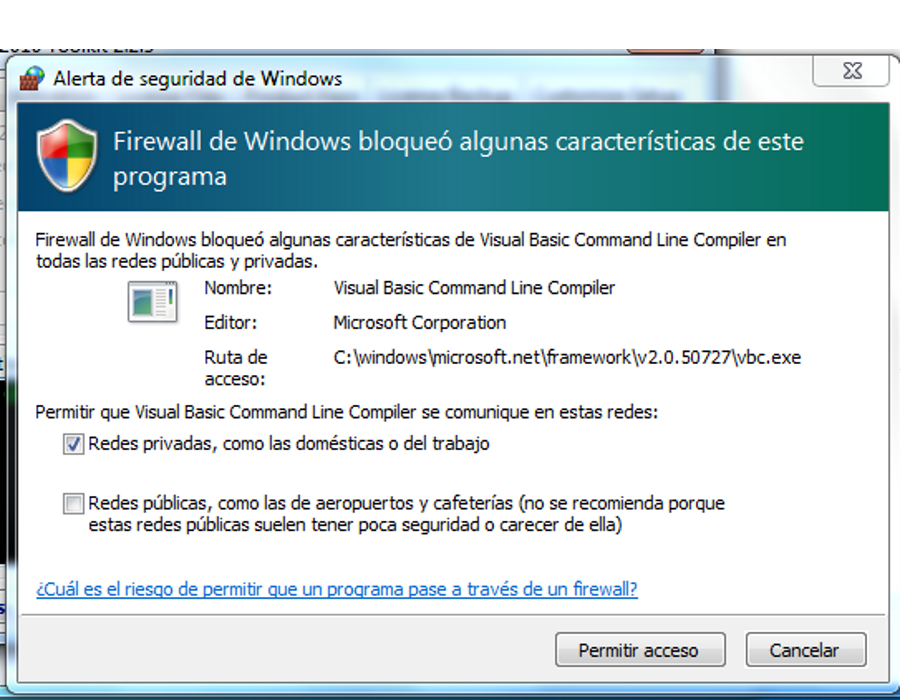 Alerta de seguridad de Windows
Firewall de Windows bloqueó algunas características de este
programa
Firewall de Windows bloqueó algunas características de Visual Basic Command Line Compiler en
todas las redes públicas y privadas.
Nombre: Visual Basic Command Line Compiler
Editor: Microsoft Corporation
Ruta de C:\windows\microsoft.net\framework\v2.0.50727\vbc.exe
acceso:
Permitir que Visual Basic Command Line Compiler se comunique en estas redes:
Redes privadas, como las domésticas o del trabajo
Redes públicas, como las de aeropuertos y cafeterías (no se recomienda porque
estas redes públicas suelen tener poca seguridad o carecer de ella)
¿Cuál es el riesgo de permitir que un programa pase a través de un firewall?
Permitir acceso Cancelar